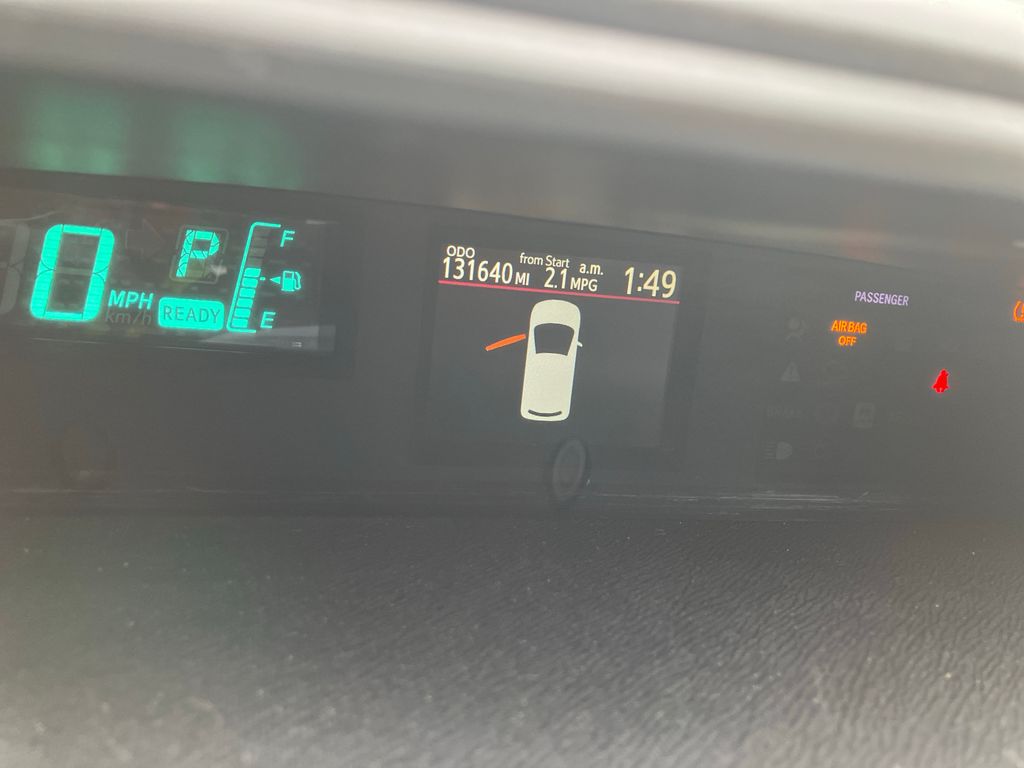 0 MPH
km/h
P
READY
F
E
ODO
131640 MI
from Start
2.1 MPG
a.m.
1:49
PASSENGER
AIR BAG
OFF